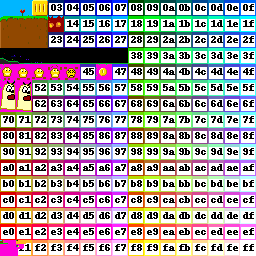 03 04 05 06 07 08 09 0a 0b 0c 0d 0e 0f
14 15 16 17 18 19 1a 1b 1c 1d 1e 1f
23 24 25 26 27 28 29 2a 2b 2c 2d 2e 2f
38 39 3a 3b 3c 3d 3e 3f
45 47 48 49 4a 4b 4c 4d 4e 4f
52 53 54 55 56 57 58 59 5a 5b 5c 5d 5e 5f
62 63 64 65 66 67 68 69 6a 6b 6c 6d 6e 6f
70 71 72 73 74 75 76 77 78 79 7a 7b 7c 7d 7e 7f
80 81 82 83 84 85 86 87 88 89 8a 8b 8c 8d 8e 8f
90 91 92 93 94 95 96 97 98 99 9a 9b 9c 9d 9e 9f
a0 a1 a2 a3 a4 a5 a6 a7 a8 a9 aa ab ac ad ae af
b0 b1 b2 b3 b4 b5 b6 b7 b8 b9 ba bb bc bd be bf
c0 c1 c2 c3 c4 c5 c6 c7 c8 c9 ca cb cc cd ce cf
d0 d1 d2 d3 d4 d5 d6 d7 d8 d9 da db dc dd de df
e0 e1 e2 e3 e4 e5 e6 e7 e8 e9 ea eb ec ed ee ef
f2 f3 f4 f5 f6 f7 f8 f9 fa fb fc fd fe ff